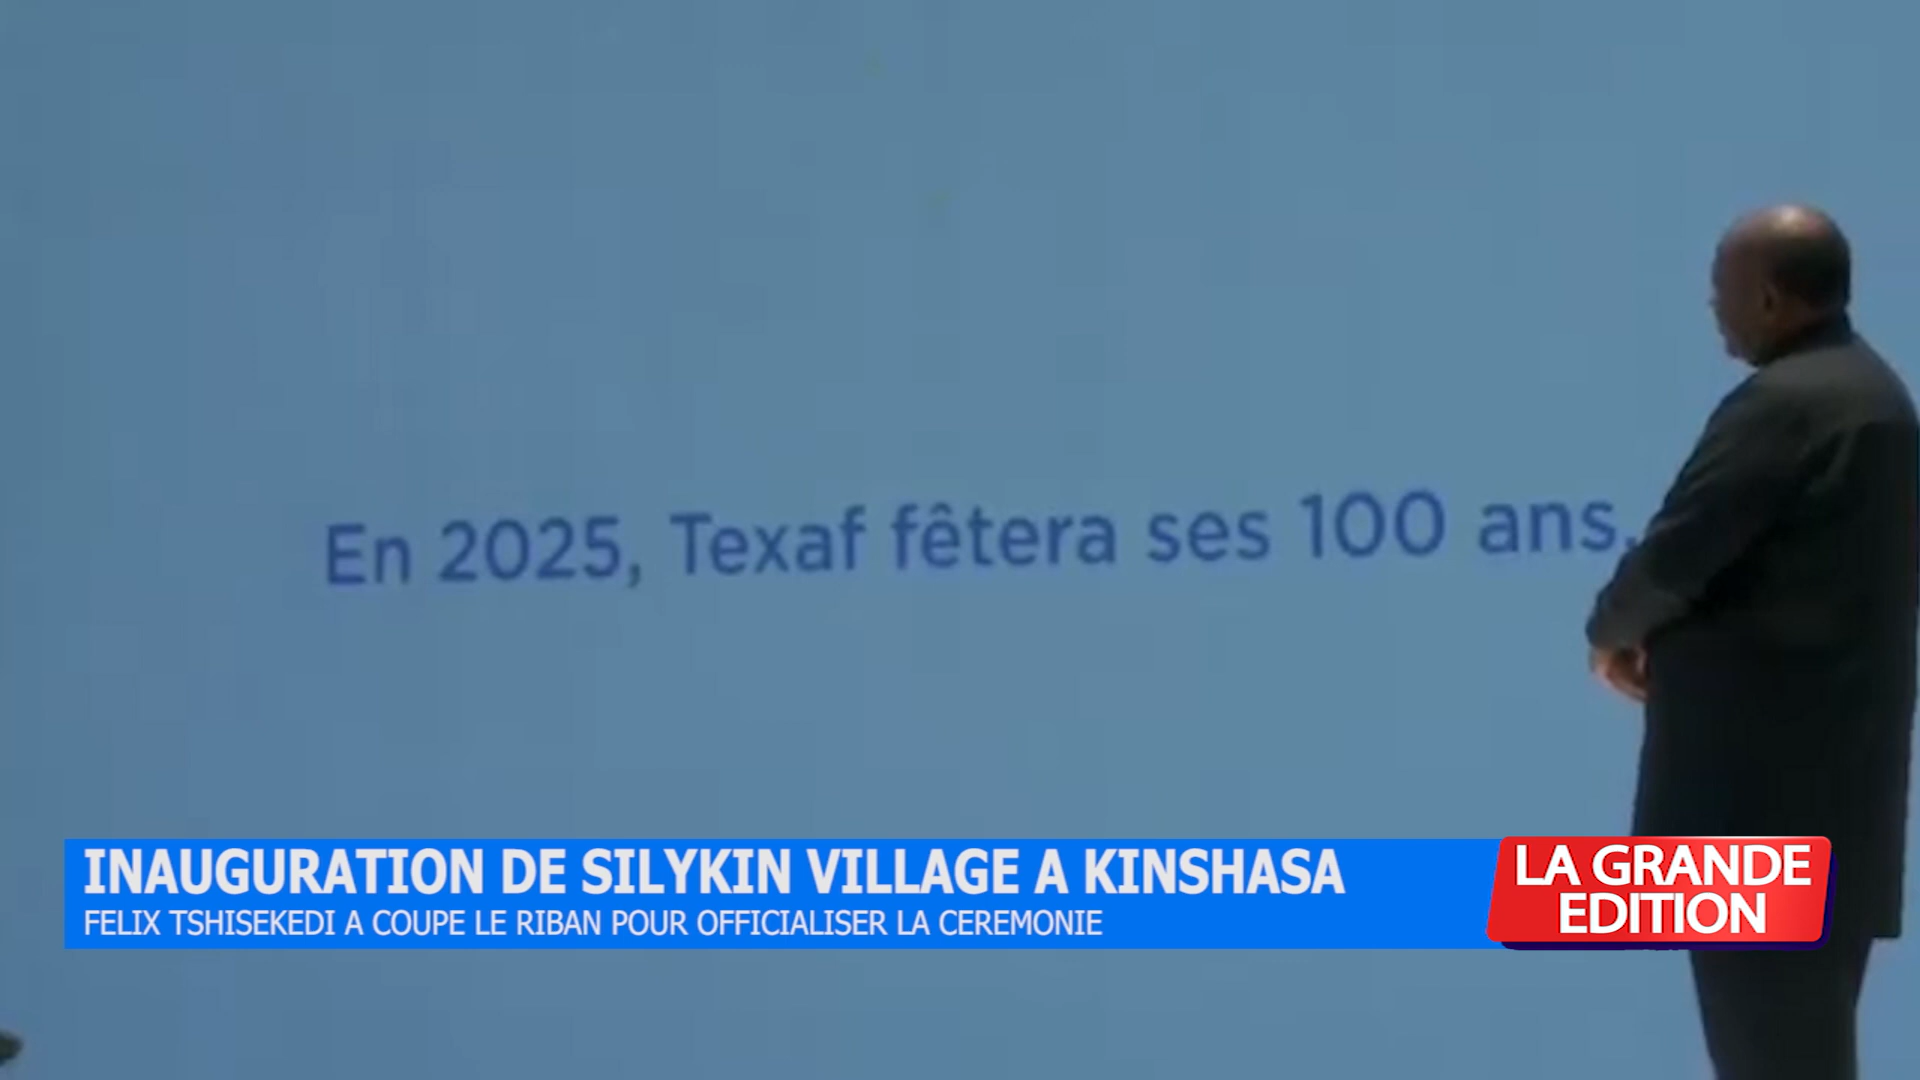 En 2025, Texaf fêtera ses 100 ans.
INAUGURATION DE SILYKIN VILLAGE A KINSHASA
FELIX TSHISEKEDI A COUPE LE RIBAN POUR OFFICIALISER LA CEREMONIE
LA GRANDE
EDITION